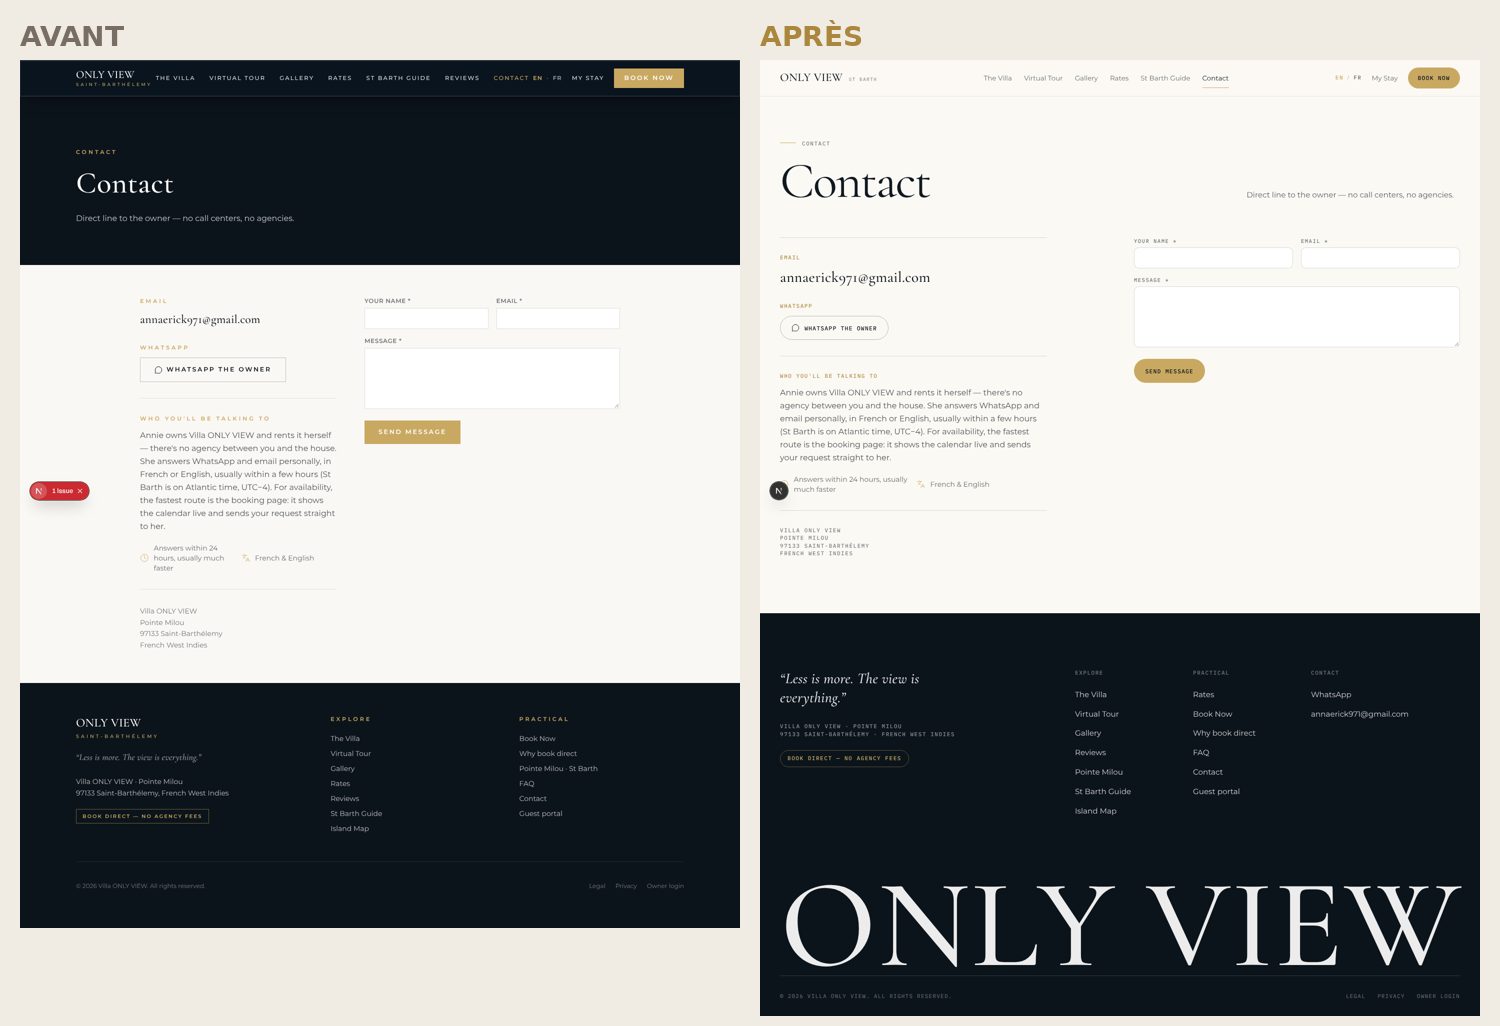 AVANT
ONLY VIEW
SAINT-BARTHÉLEMY
THE VILLA VIRTUAL TOUR GALLERY RATES ST BARTH GUIDE REVIEWS CONTACT EN · FR MY STAY BOOK NOW
CONTACT
Contact
Direct line to the owner — no call centers, no agencies.
EMAIL
annaerick971@gmail.com
WHATSAPP
WHATSAPP THE OWNER
WHO YOU'LL BE TALKING TO
Annie owns Villa ONLY VIEW and rents it herself
— there's no agency between you and the house.
She answers WhatsApp and email personally, in
French or English, usually within a few hours (St
Barth is on Atlantic time, UTC−4). For availability,
the fastest route is the booking page: it shows
the calendar live and sends your request straight
to her.
Answers within 24
hours, usually much
faster
French & English
Villa ONLY VIEW
Pointe Milou
97133 Saint-Barthélemy
French West Indies
YOUR NAME * EMAIL *
MESSAGE *
SEND MESSAGE
N 1 Issue ×
ONLY VIEW
SAINT-BARTHÉLEMY
“Less is more. The view is everything.”
Villa ONLY VIEW · Pointe Milou
97133 Saint-Barthélemy, French West Indies
BOOK DIRECT — NO AGENCY FEES
EXPLORE
The Villa
Virtual Tour
Gallery
Rates
Reviews
St Barth Guide
Island Map
PRACTICAL
Book Now
Why book direct
Pointe Milou · St Barth
FAQ
Contact
Guest portal
© 2026 Villa ONLY VIEW. All rights reserved.
Legal Privacy Owner login
APRÈS
ONLY VIEW ST BARTH
The Villa Virtual Tour Gallery Rates St Barth Guide Contact EN / FR My Stay BOOK NOW
CONTACT
Contact
Direct line to the owner — no call centers, no agencies.
EMAIL
annaerick971@gmail.com
WHATSAPP
WHATSAPP THE OWNER
WHO YOU'LL BE TALKING TO
Annie owns Villa ONLY VIEW and rents it herself — there's no
agency between you and the house. She answers WhatsApp and
email personally, in French or English, usually within a few hours
(St Barth is on Atlantic time, UTC−4). For availability, the fastest
route is the booking page: it shows the calendar live and sends
your request straight to her.
N
Answers within 24 hours, usually
much faster
French & English
VILLA ONLY VIEW
POINTE MILOU
97133 SAINT-BARTHÉLEMY
FRENCH WEST INDIES
YOUR NAME * EMAIL *
MESSAGE *
SEND MESSAGE
“Less is more. The view is
everything.”
VILLA ONLY VIEW · POINTE MILOU
97133 SAINT-BARTHÉLEMY · FRENCH WEST INDIES
BOOK DIRECT — NO AGENCY FEES
EXPLORE
The Villa
Virtual Tour
Gallery
Reviews
Pointe Milou
St Barth Guide
Island Map
PRACTICAL
Rates
Book Now
Why book direct
FAQ
Contact
Guest portal
CONTACT
WhatsApp
annaerick971@gmail.com
ONLY VIEW
© 2026 VILLA ONLY VIEW. ALL RIGHTS RESERVED.
LEGAL PRIVACY OWNER LOGIN